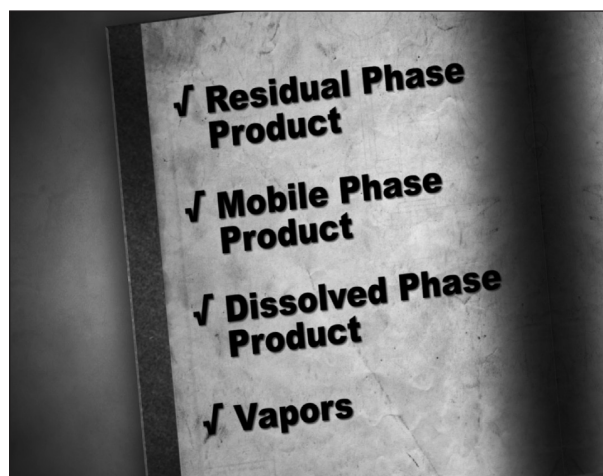 √ Residual Phase
Product
√ Mobile Phase
Product
√ Dissolved Phase
Product
√ Vapors